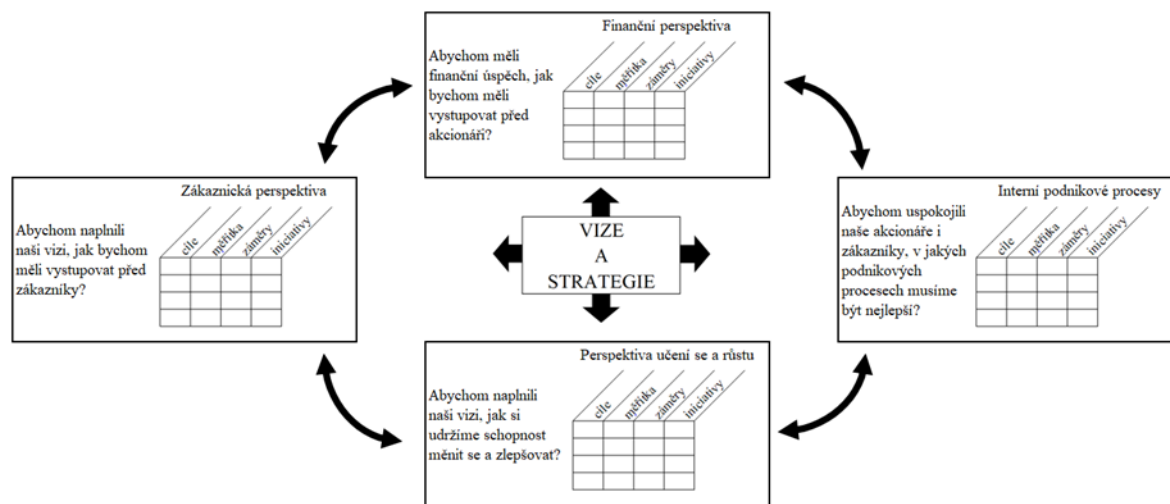 Finanční perspektiva
Abychom měli
finanční úspěch, jak
bychom měli
vystupovat před
akcionáři?
cíle
měřítka
záměry
iniciativy
Zákaznická perspektiva
Abychom naplnili
naši vizi, jak bychom
měli vystupovat před
zákazníky?
cíle
měřítka
záměry
iniciativy
VIZE
A
STRATEGIE
Interní podnikové procesy
Abychom uspokojili
naše akcionáře i
zákazníky, v jakých
podnikových
procesech musíme
být nejlepší?
cíle
měřítka
záměry
iniciativy
Perspektiva učení se a růstu
Abychom naplnili
naši vizi, jak si
udržíme schopnost
měnit se a zlepšovat?
cíle
měřítka
záměry
iniciativy